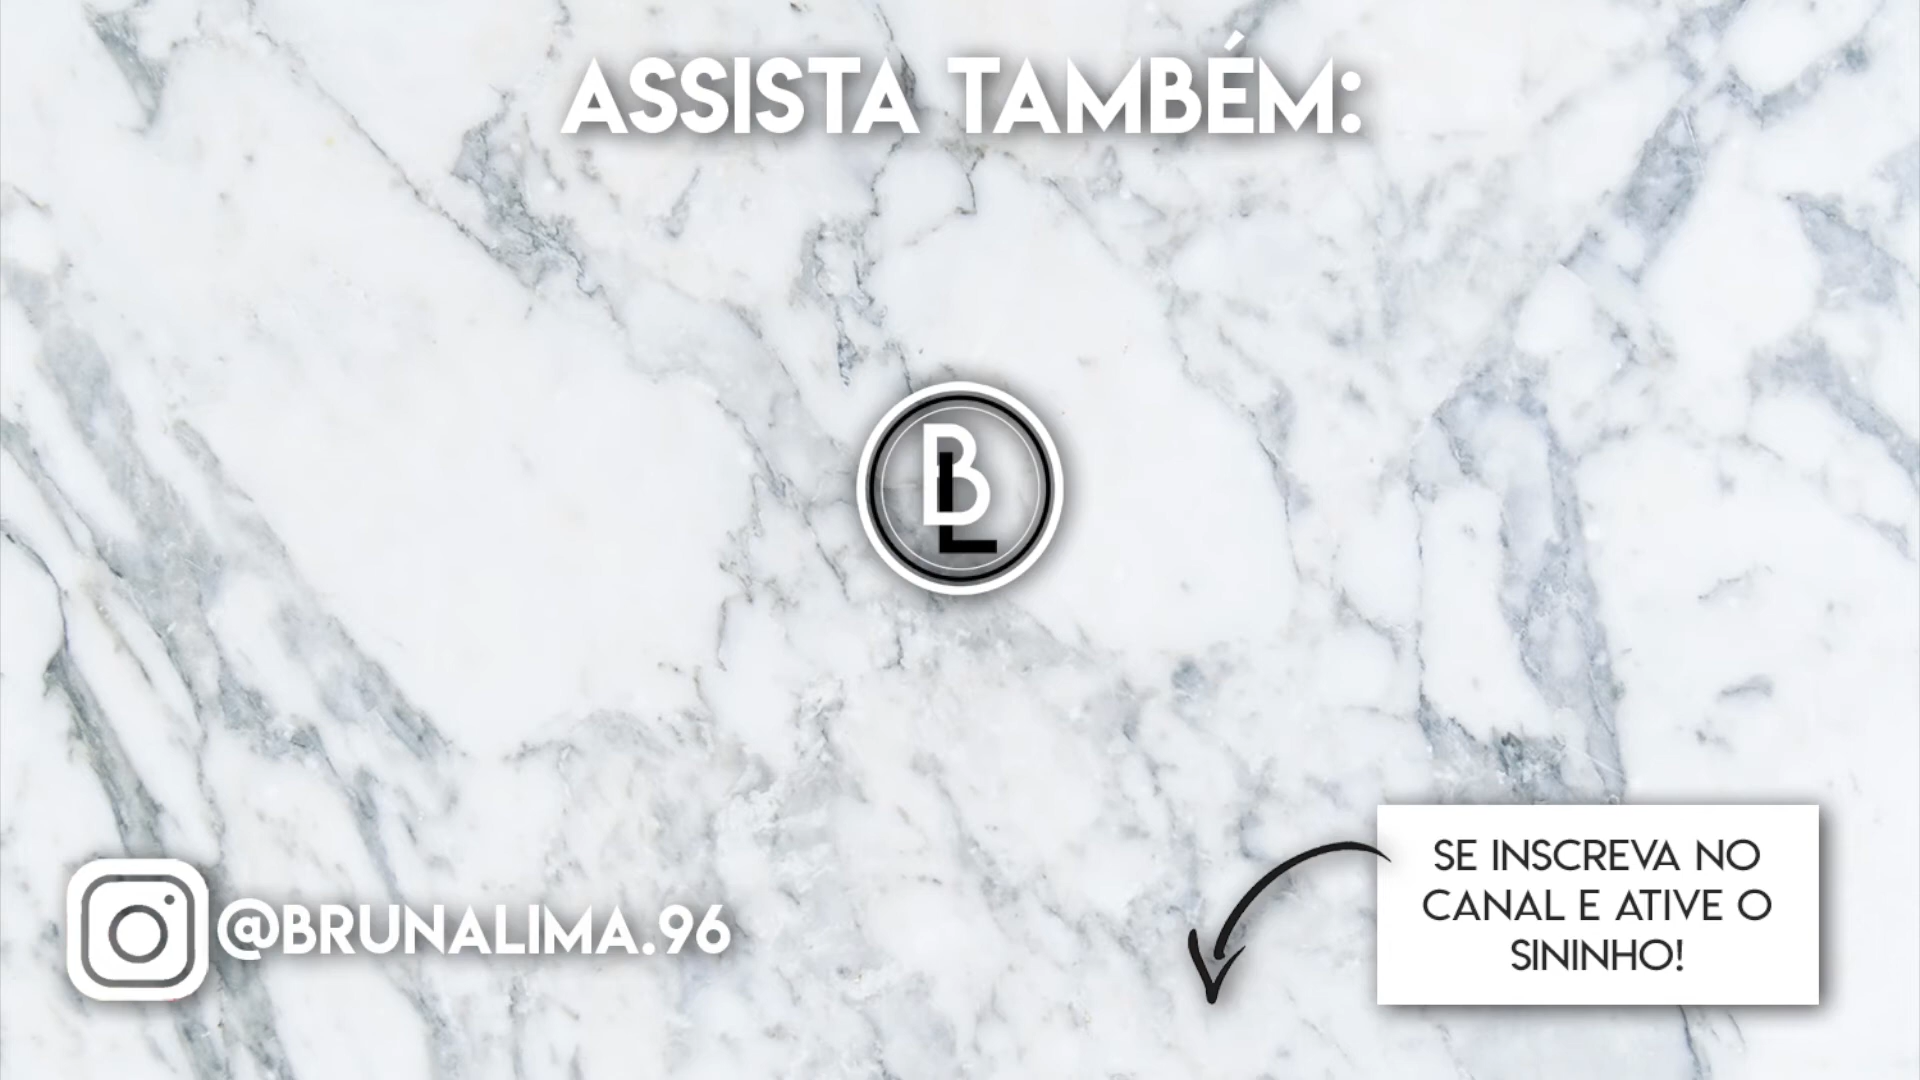 ASSISTA TAMBÉM:
BL
@BRUNALIMA.96
SE INSCREVA NO
CANAL E ATIVE O
SININHO!